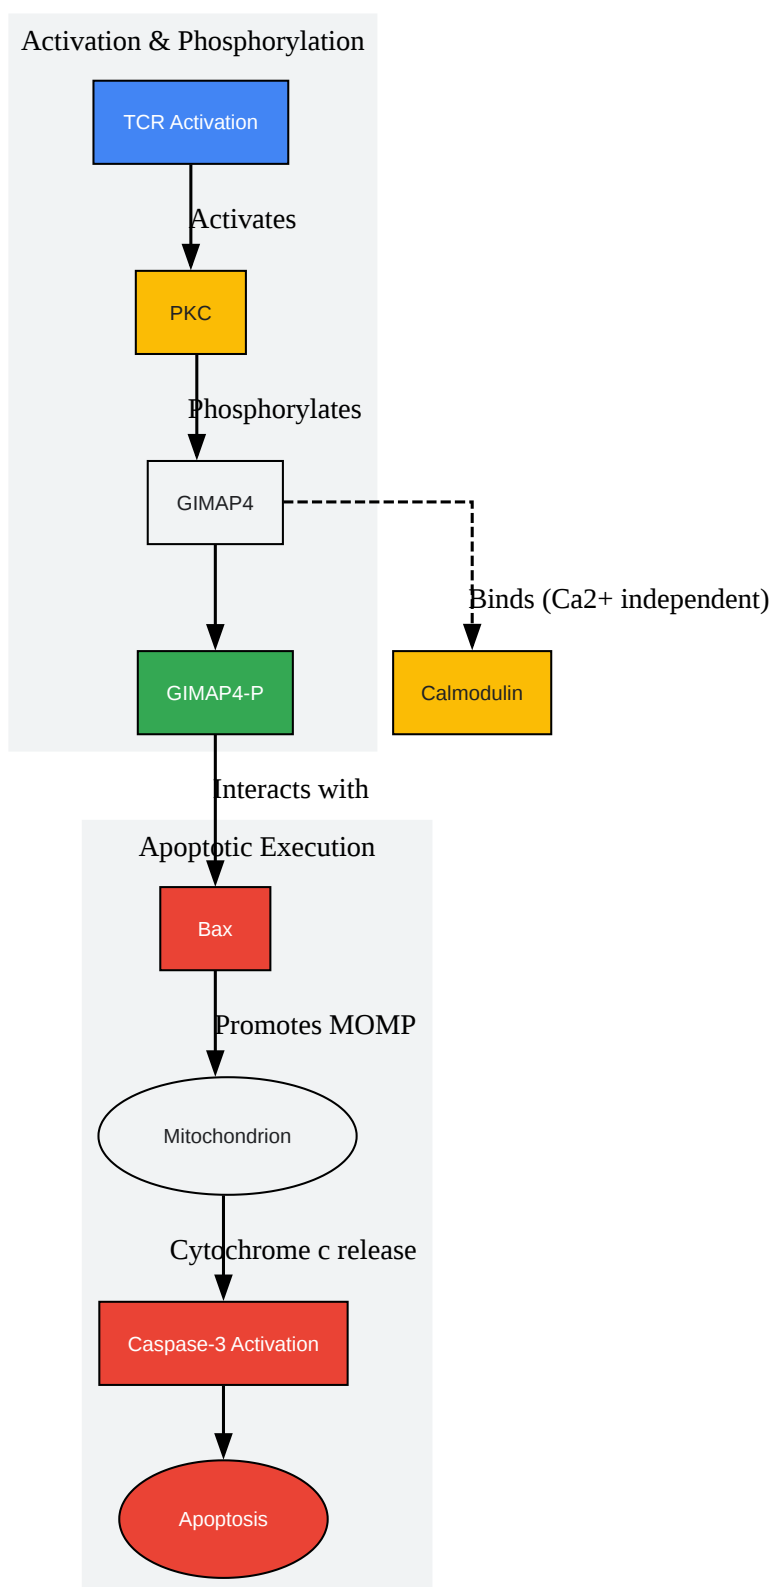 Activation & Phosphorylation
TCR Activation
Activates
PKC
Phosphorylates
GIMAP4
Binds (Ca2+ independent)
GIMAP4-P
Calmodulin
Interacts with
Apoptotic Execution
Bax
Promotes MOMP
Mitochondrion
Cytochrome c release
Caspase-3 Activation
Apoptosis